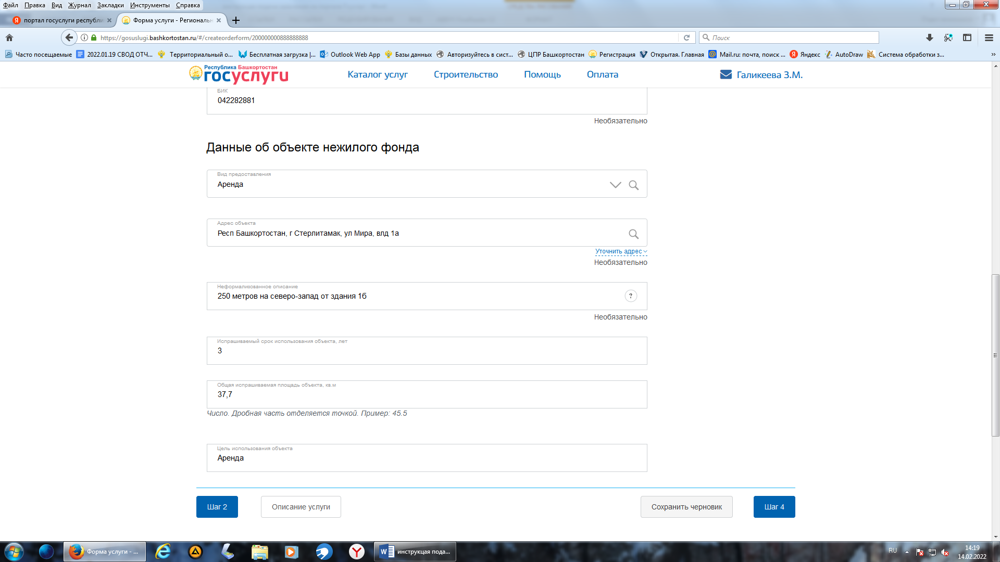 Файл Правка Вид Журнал Закладки Инструменты Справка
портал госуслуги республи
Форма услуги - Региональн
https://gosuslugi.bashkortostan.ru/#/createorderform/200000000888888888
Поиск
Часто посещаемые 2022.01.19 СВОД ОТЧ... Территориальный о... Бесплатная загрузка |... Outlook Web App Базы данных Авторизуйтесь в сист... ЦПР Башкортостан Регистрация Открытая. Главная Mail.ru: почта, поиск ... Яндекс AutoDraw Система обработки з... »
Республика Башкортостан
госуслуги
Каталог услуг Строительство Помощь Оплата Галикеева З.М.
БИК
042282881
Необязательно
Данные об объекте нежилого фонда
Вид предоставления
Аренда
Адрес объекта
Респ Башкортостан, г Стерлитамак, ул Мира, влд 1а
Уточнить адрес
Необязательно
Неформализованное описание
250 метров на северо-запад от здания 1б
?
Необязательно
Испрашиваемый срок использования объекта, лет
3
Общая испрашиваемая площадь объекта, кв.м
37,7
Число. Дробная часть отделяется точкой. Пример: 45.5
Цель использования объекта
Аренда
Шаг 2 Описание услуги Сохранить черновик Шаг 4
Форма услуги - ...
инструкцая пода...
RU
14:19
14.02.2022